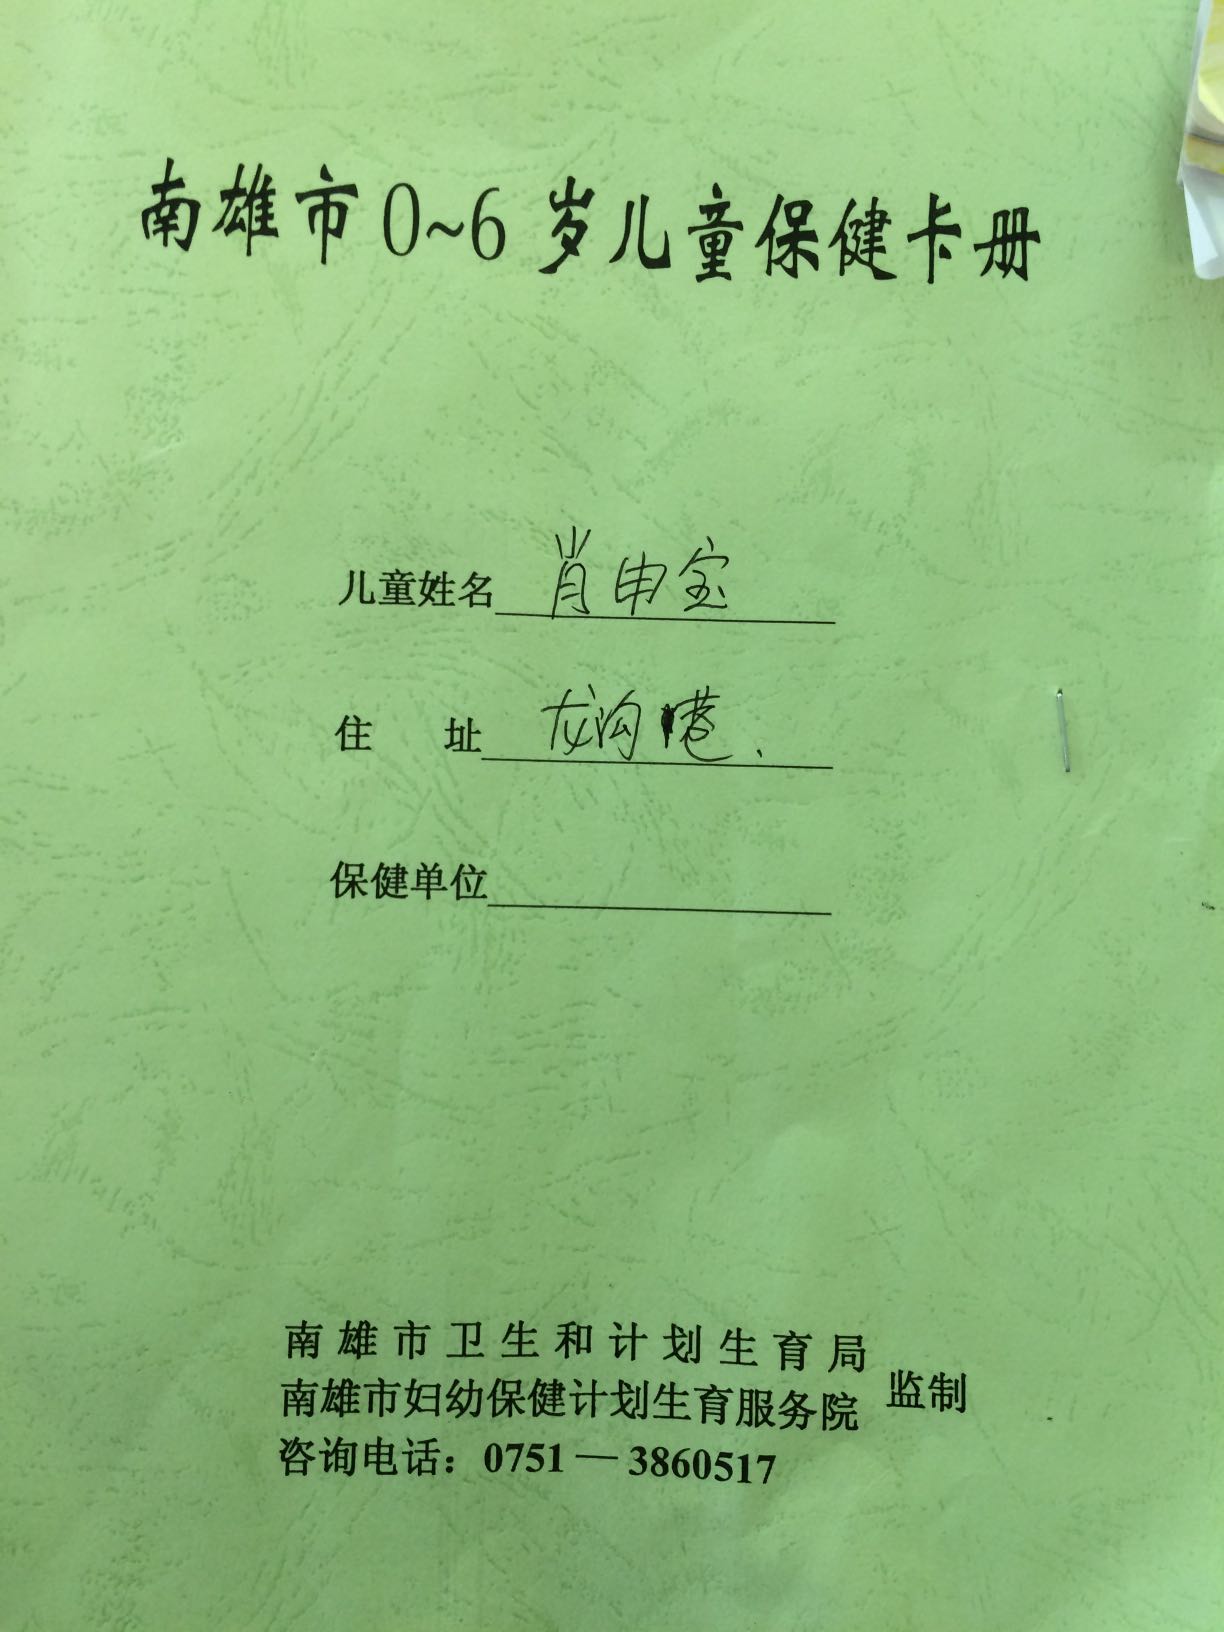 南雄市0~6岁儿童保健卡册
儿童姓名 肖申宝
住 址 龙沟港.
保健单位
南雄市卫生和计划生育局
南雄市妇幼保健计划生育服务院 监制
咨询电话：0751—3860517